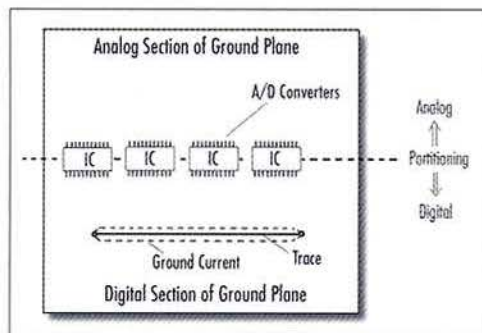 Analog Section of Ground Plane
A/D Converters
Analog
IC IC IC IC
Partitioning
Digital
Trace
Ground Current
Digital Section of Ground Plane